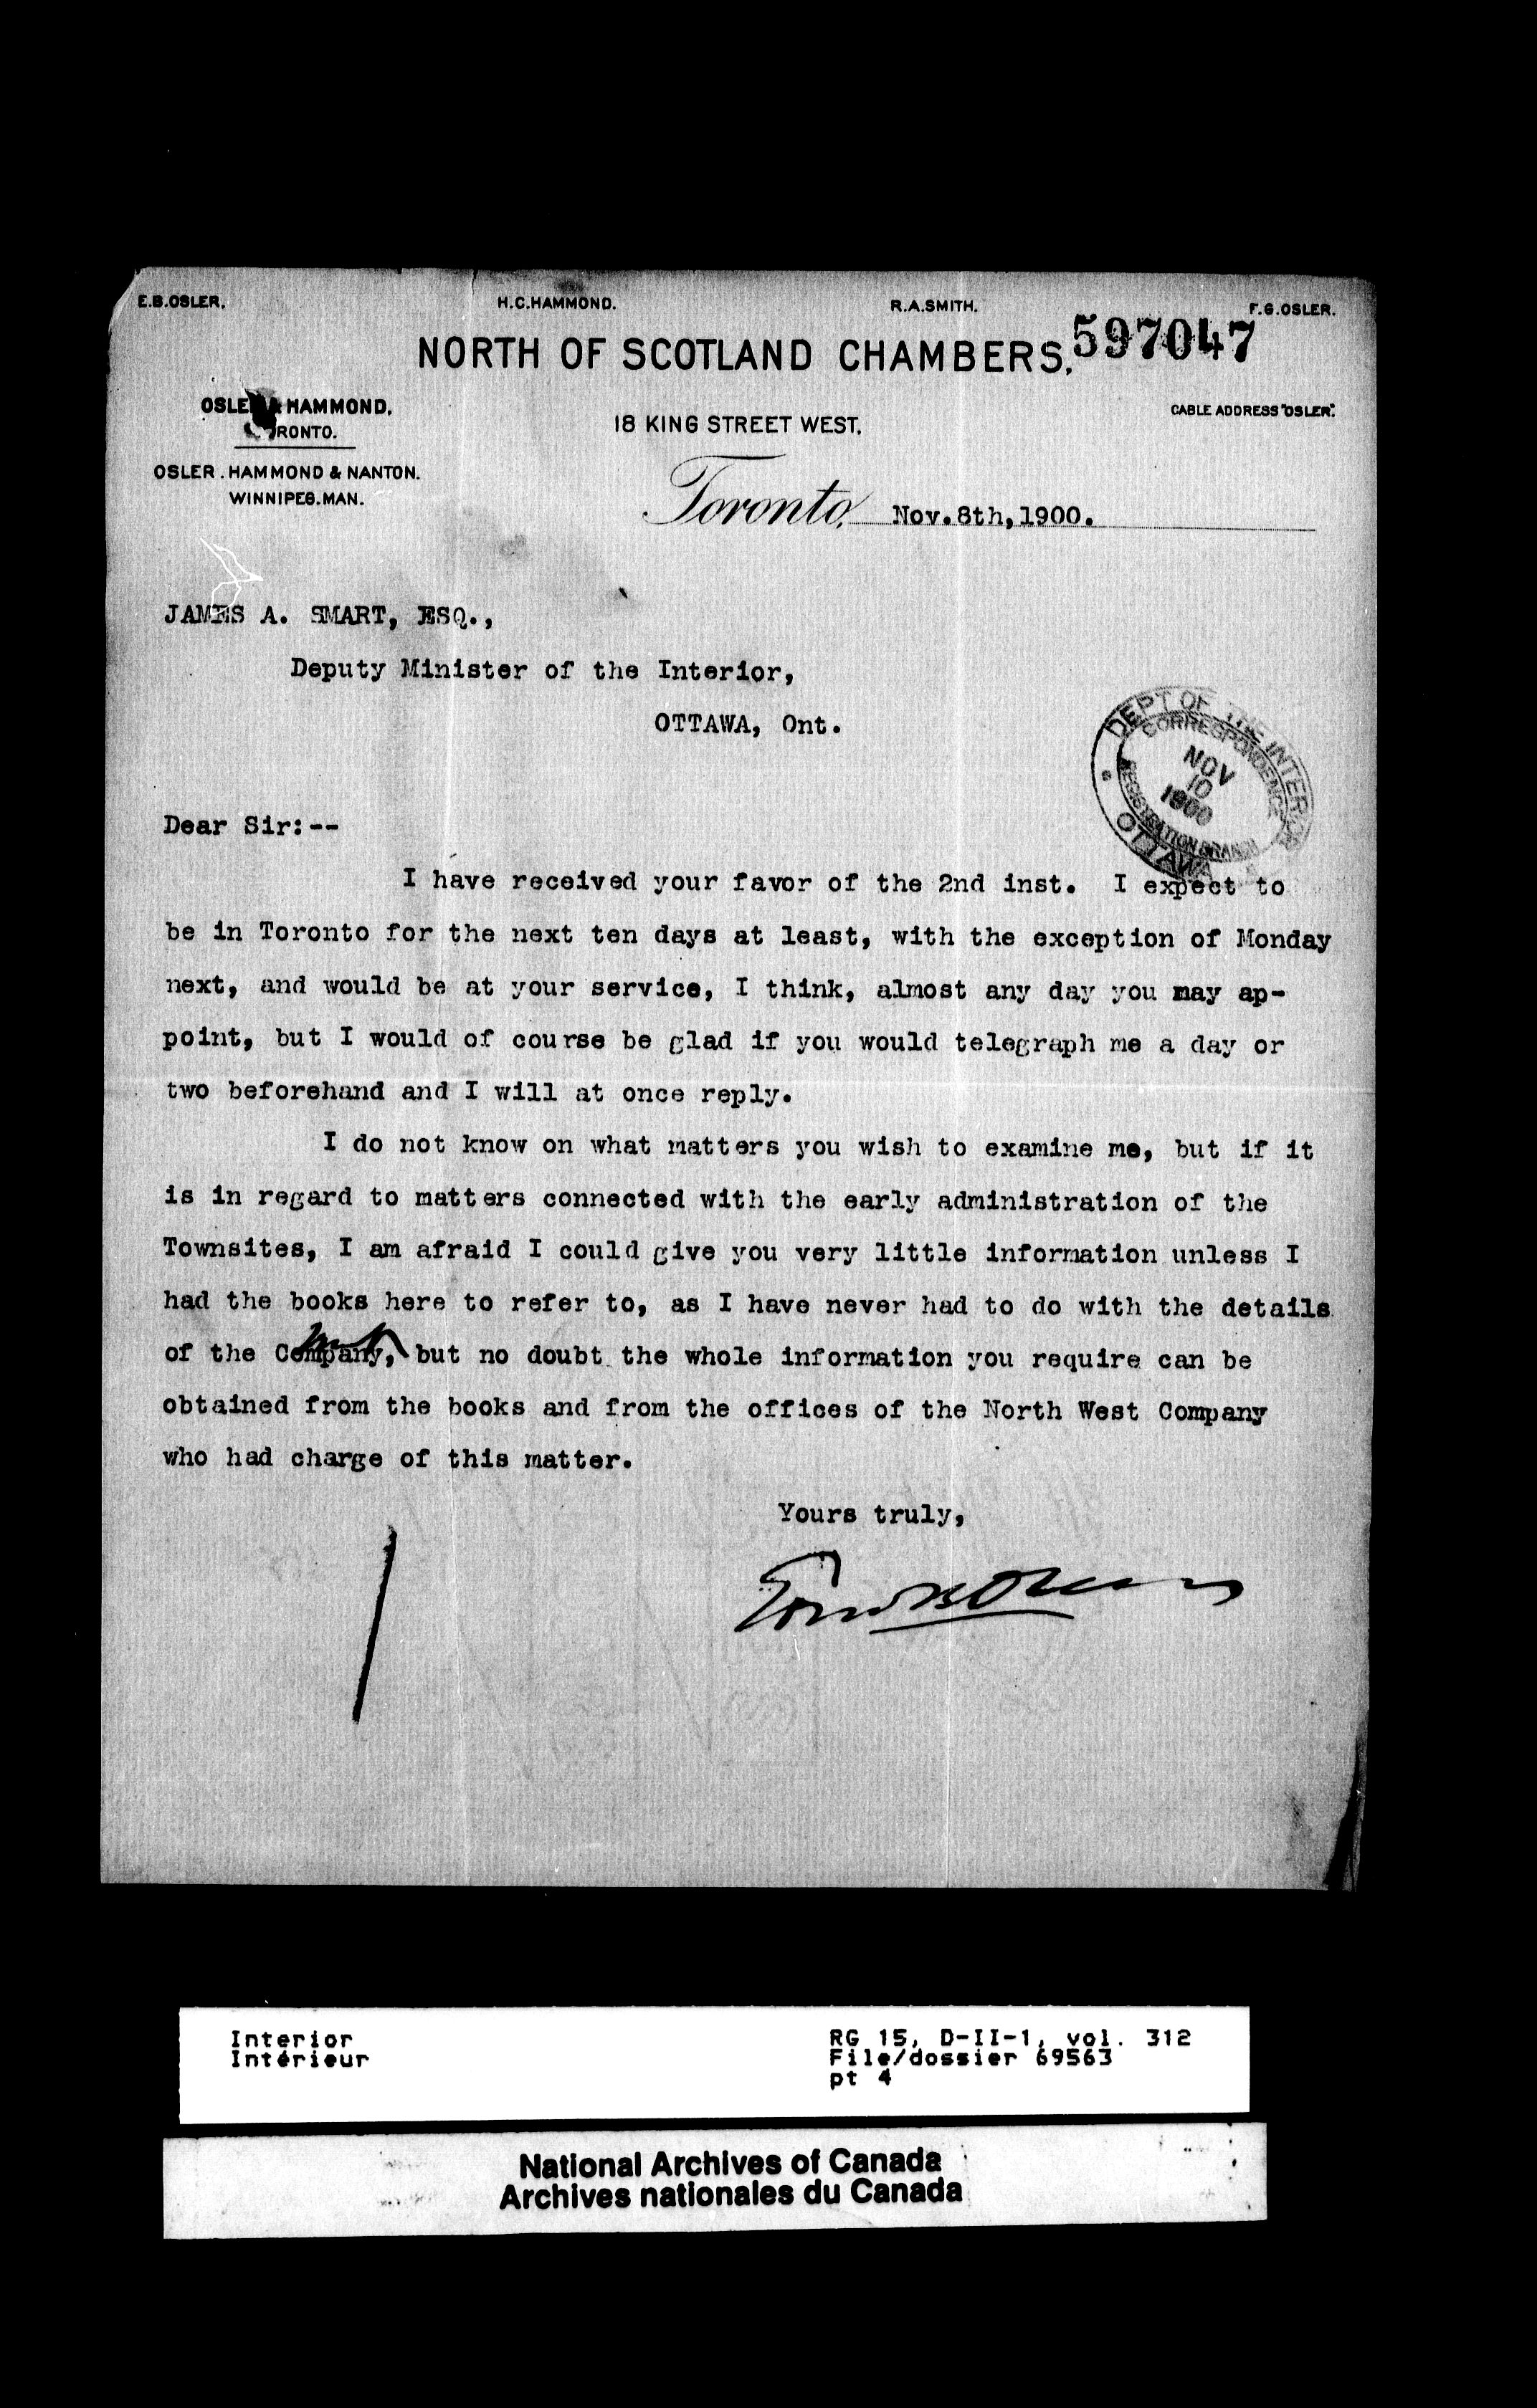 E.B.OSLER. H.C.HAMMOND. R.A.SMITH. F.G.OSLER.
NORTH OF SCOTLAND CHAMBERS. 597047
OSLER & HAMMOND. 18 KING STREET WEST. CABLE ADDRESS "OSLER".
TORONTO.
OSLER. HAMMOND & NANTON.
WINNIPEG. MAN.
Toronto, Nov.8th,1900.
JAMES A. SMART, ESQ.,
Deputy Minister of the Interior,
OTTAWA, Ont.
DEPT OF THE INTERIOR
CORRESPONDENCE
NOV
10
1900
REGISTRATION BRANCH
OTTAWA
Dear Sir:--
I have received your favor of the 2nd inst. I expect to
be in Toronto for the next ten days at least, with the exception of Monday
next, and would be at your service, I think, almost any day you may ap-
point, but I would of course be glad if you would telegraph me a day or
two beforehand and I will at once reply.
I do not know on what matters you wish to examine me, but if it
is in regard to matters connected with the early administration of the
Townsites, I am afraid I could give you very little information unless I
had the books here to refer to, as I have never had to do with the details
of the Company, but no doubt the whole information you require can be
obtained from the books and from the offices of the North West Company
who had charge of this matter.
Yours truly,
Interior RG 15, D-II-1, vol. 312
Intérieur File/dossier 69563
pt 4
National Archives of Canada
Archives nationales du Canada